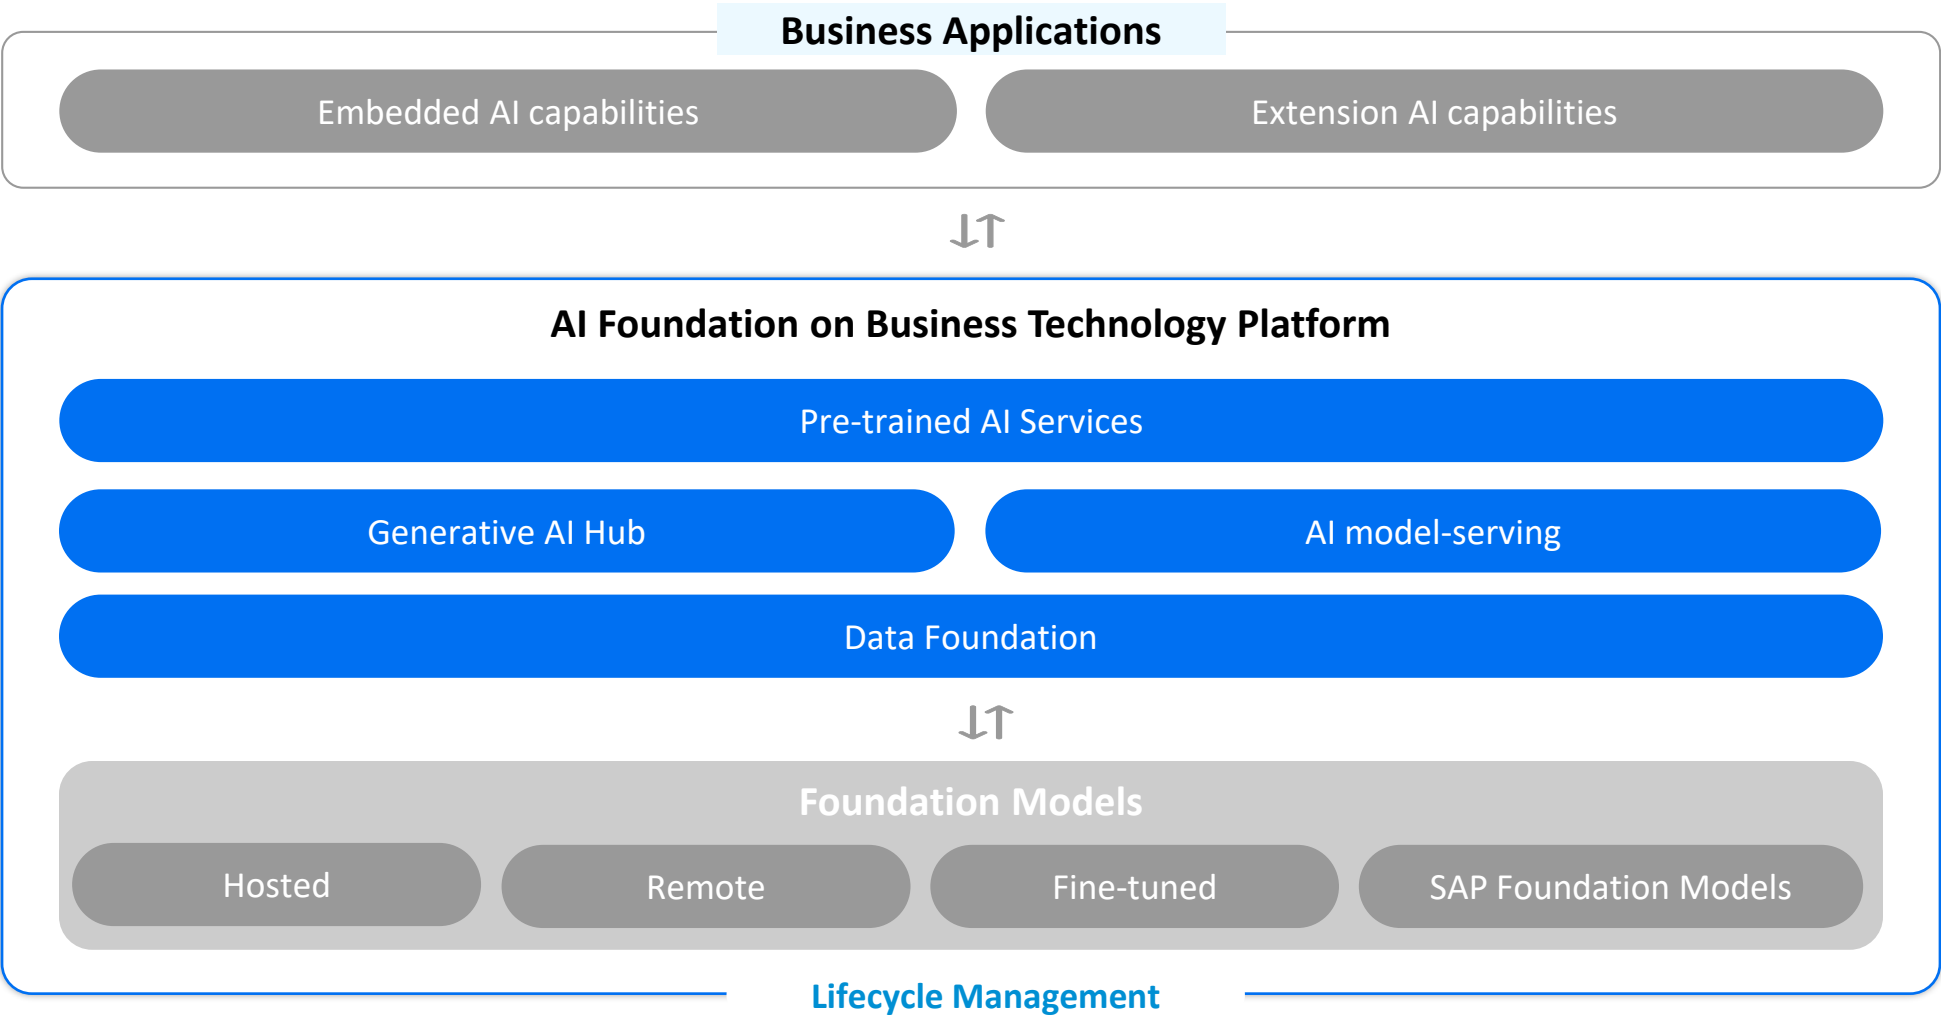 Business Applications
Embedded AI capabilities
Extension AI capabilities
AI Foundation on Business Technology Platform
Pre-trained AI Services
Generative AI Hub
AI model-serving
Data Foundation
Foundation Models
Hosted
Remote
Fine-tuned
SAP Foundation Models
Lifecycle Management